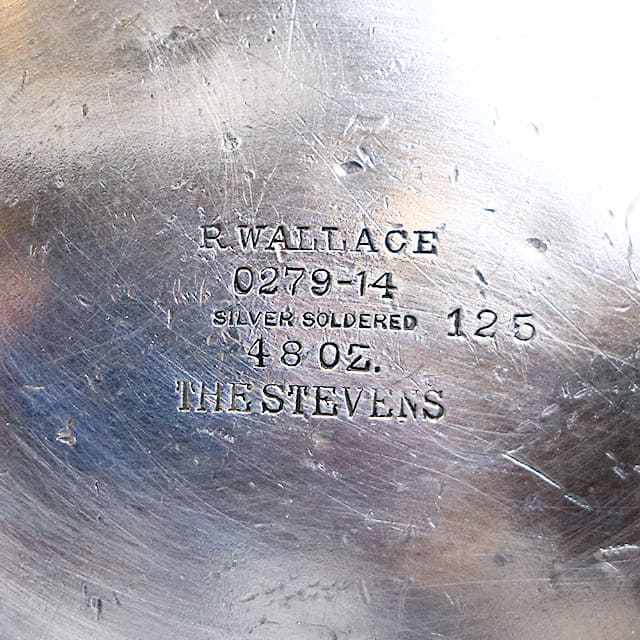 R. WALLACE
0279-14
SILVER SOLDERED 125
48 OZ.
THE STEVENS